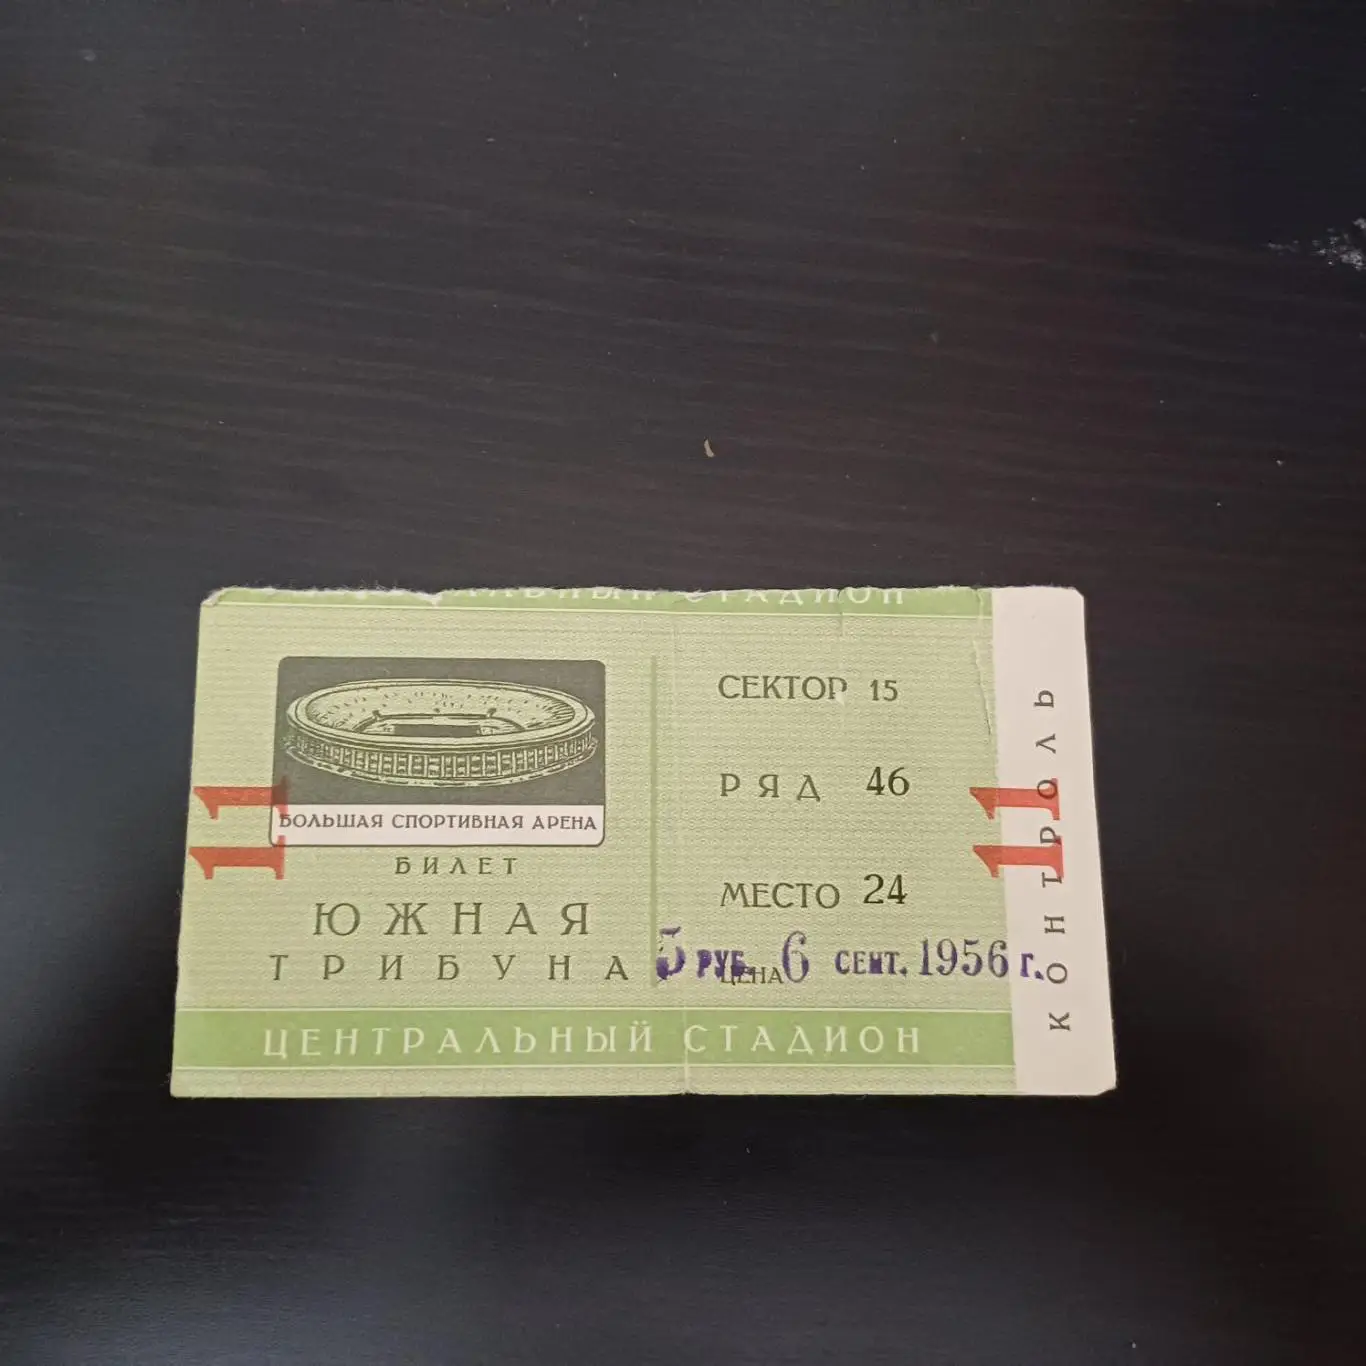 СТАДИОН
СЕКТОР 15
РЯД 46
МЕСТО 24
5 РУБ. ЦЕНА 6 СЕНТ. 1956 г.
11
БОЛЬШАЯ СПОРТИВНАЯ АРЕНА
БИЛЕТ
ЮЖНАЯ
ТРИБУНА
ЦЕНТРАЛЬНЫЙ СТАДИОН
11
КОНТРОЛЬ